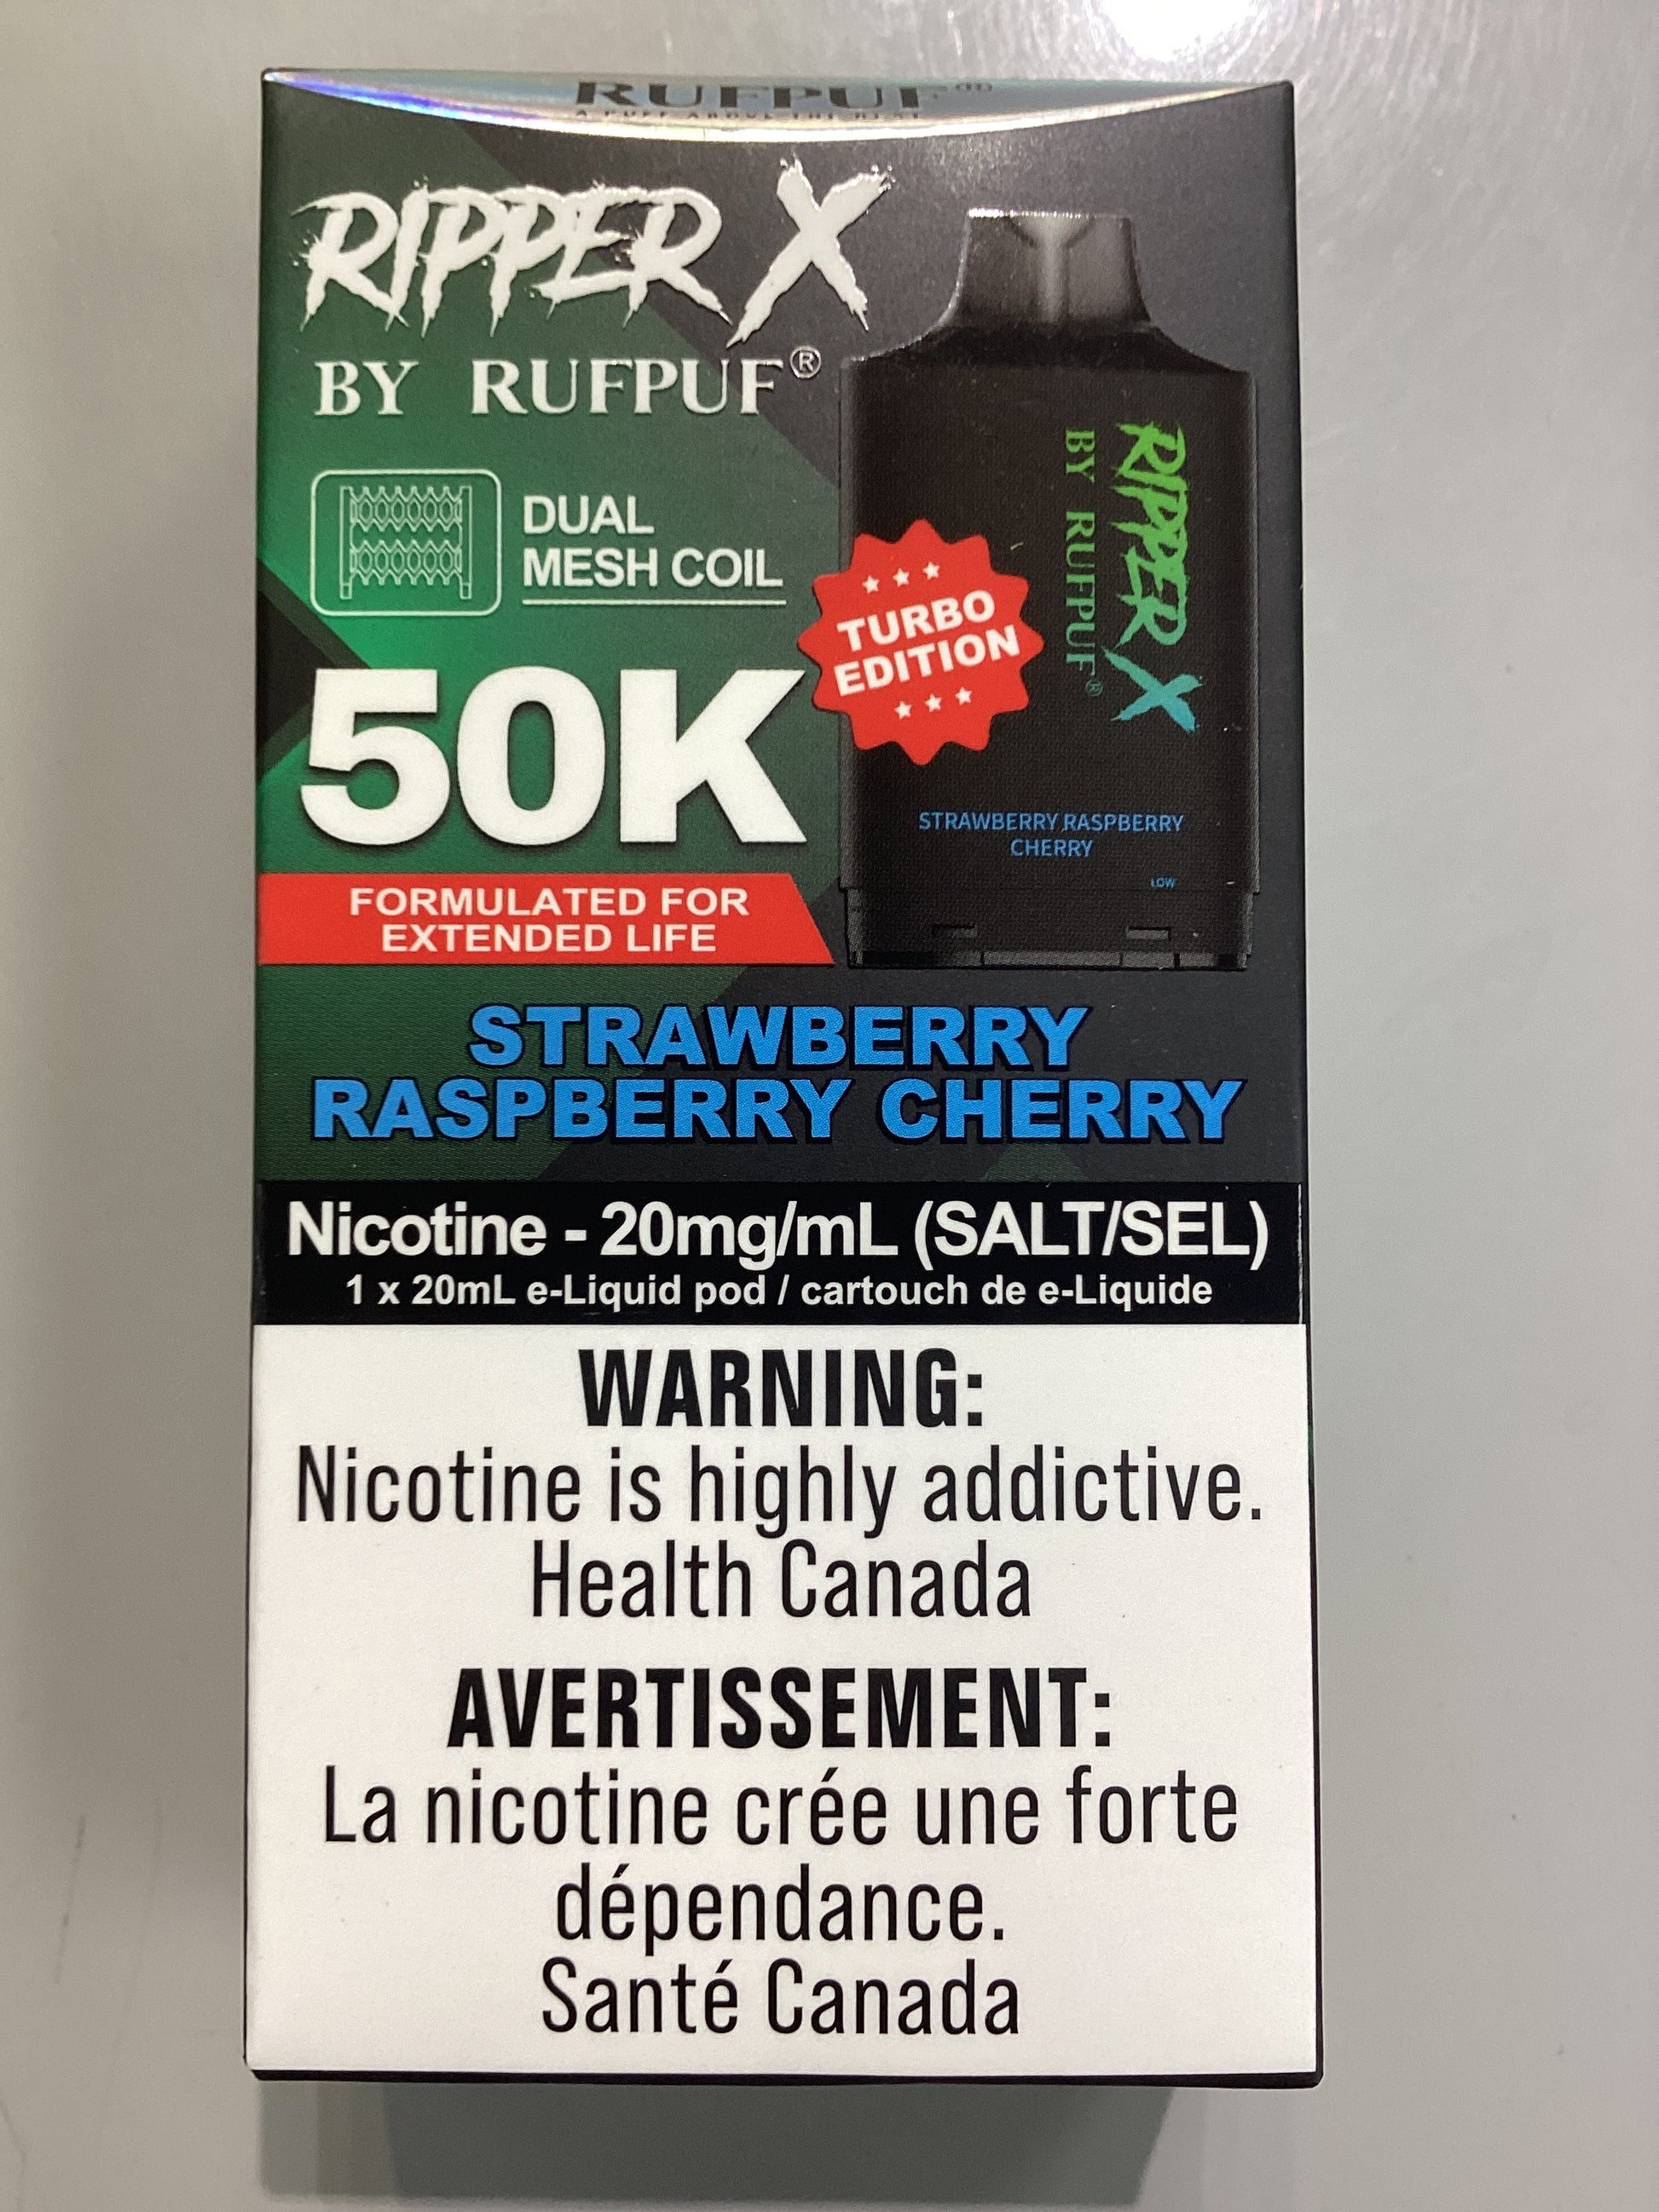 RUFPUF®
RIPPER X
BY RUFPUF®
DUAL
MESH COIL
50K
FORMULATED FOR
EXTENDED LIFE
TURBO
EDITION
RIPPER X
BY RUFPUF®
STRAWBERRY RASPBERRY
CHERRY
LOW
STRAWBERRY
RASPBERRY CHERRY
Nicotine - 20mg/mL (SALT/SEL)
1 x 20mL e-Liquid pod / cartouch de e-Liquide
WARNING:
Nicotine is highly addictive.
Health Canada
AVERTISSEMENT:
La nicotine crée une forte
dépendance.
Santé Canada